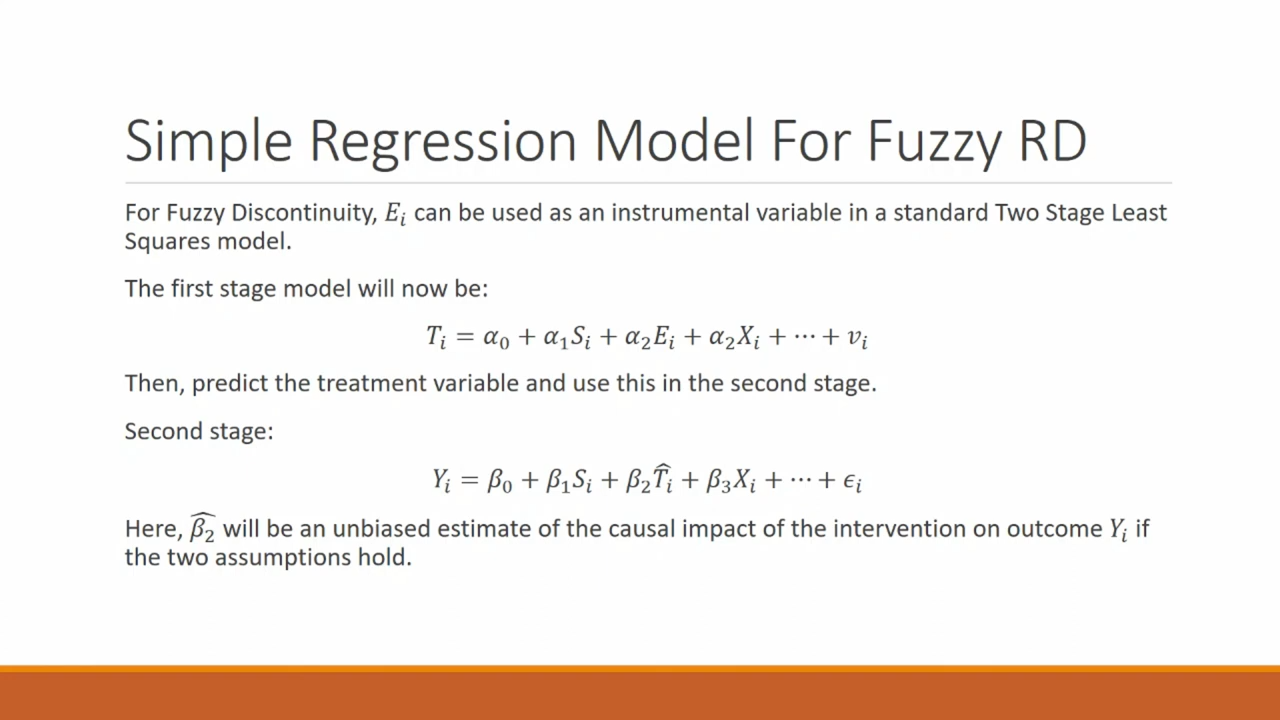 Simple Regression Model For Fuzzy RD
For Fuzzy Discontinuity, Eᵢ can be used as an instrumental variable in a standard Two Stage Least
Squares model.
The first stage model will now be:
Tᵢ = α₀ + α₁Sᵢ + α₂Eᵢ + α₂Xᵢ + ⋯ + vᵢ
Then, predict the treatment variable and use this in the second stage.
Second stage:
Yᵢ = β₀ + β₁Sᵢ + β₂T̂ᵢ + β₃Xᵢ + ⋯ + ϵᵢ
Here, β̂₂ will be an unbiased estimate of the causal impact of the intervention on outcome Yᵢ if
the two assumptions hold.